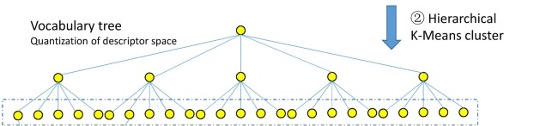 Vocabulary tree
Quantization of descriptor space
② Hierarchical
K-Means cluster